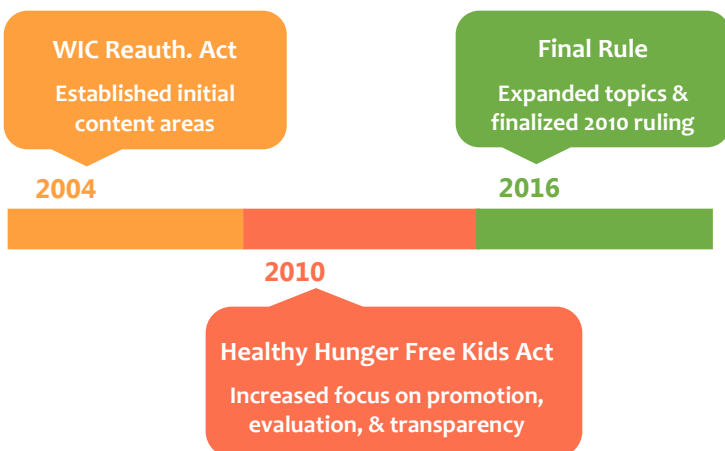 WIC Reauth. Act
Established initial
content areas
2004
Final Rule
Expanded topics &
finalized 2010 ruling
2016
2010
Healthy Hunger Free Kids Act
Increased focus on promotion,
evaluation, & transparency